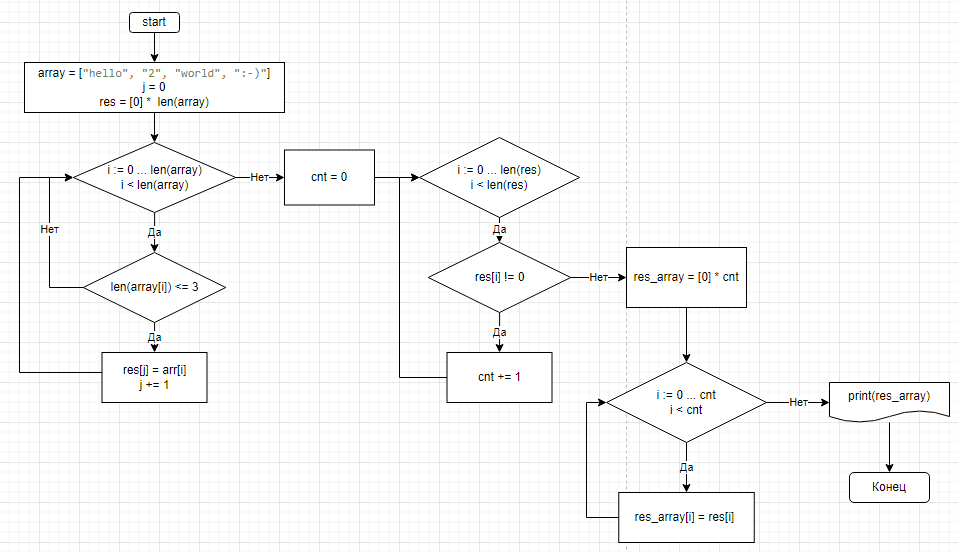 start
array = ["hello", "2", "world", ":-)"]
j = 0
res = [0] * len(array)
i := 0 ... len(array)
i < len(array)
Нет
cnt = 0
i := 0 ... len(res)
i < len(res)
Нет
Да
Да
len(array[i]) <= 3
res[i] != 0
Нет
res_array = [0] * cnt
Да
Да
res[j] = arr[i]
j += 1
cnt += 1
i := 0 ... cnt
i < cnt
Нет
print(res_array)
Да
Конец
res_array[i] = res[i]